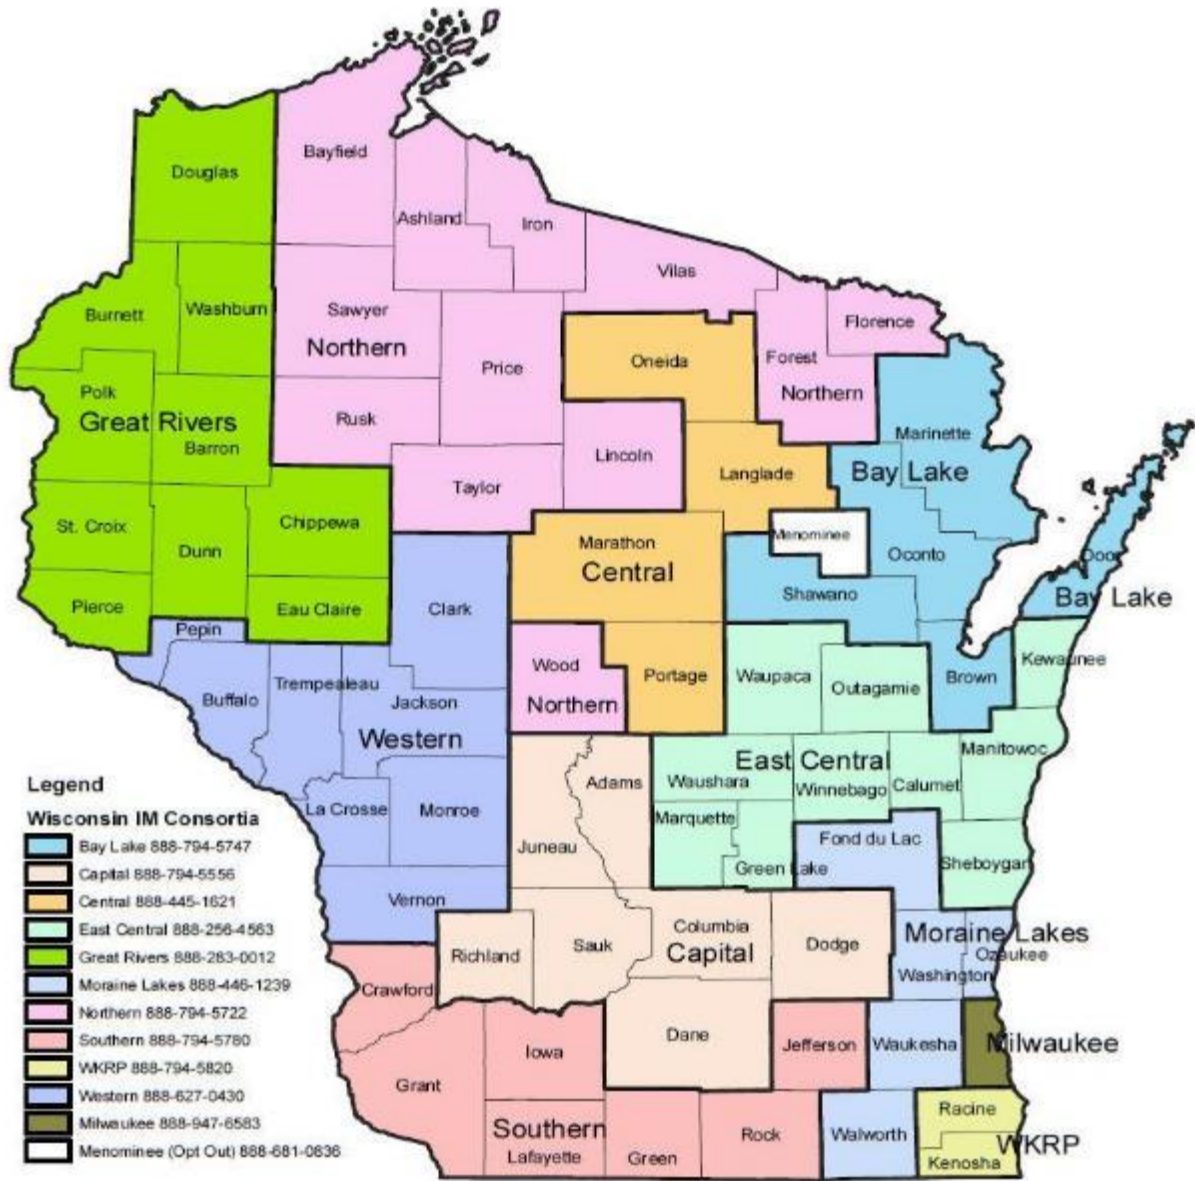 Bayfield
Douglas
Ashland
Iron
Vilas
Burnett
Washburn
Sawyer
Northern
Florence
Price
Oneida
Forest
Northern
Polk
Great Rivers
Barron
Rusk
Lincoln
Marinette
Bay Lake
Taylor
Langlade
St. Croix
Chippewa
Dunn
Marathon
Central
Menominee
Oconto
Door
Bay Lake
Pierce
Eau Claire
Clark
Shawano
Pepin
Wood
Northern
Portage
Waupaca
Outagamie
Brown
Kewaunee
Buffalo
Trempealeau
Jackson
Western
East Central
Manitowoc
Adams
Waushara
Winnebago
Calumet
La Crosse
Monroe
Marquette
Juneau
Green Lake
Fond du Lac
Sheboygan
Vernon
Richland
Sauk
Columbia
Capital
Dodge
Moraine Lakes
Ozaukee
Washington
Crawford
Dane
Iowa
Jefferson
Waukesha
Milwaukee
Grant
Southern
Lafayette
Green
Rock
Walworth
Racine
WKRP
Kenosha
Legend
Wisconsin IM Consortia
Bay Lake 888-794-5747
Capital 888-794-5556
Central 888-445-1621
East Central 888-256-4563
Great Rivers 888-283-0012
Moraine Lakes 888-446-1239
Northern 888-794-5722
Southern 888-794-5780
WKRP 888-794-5820
Western 888-627-0430
Milwaukee 888-947-6583
Menominee (Opt Out) 888-681-0836